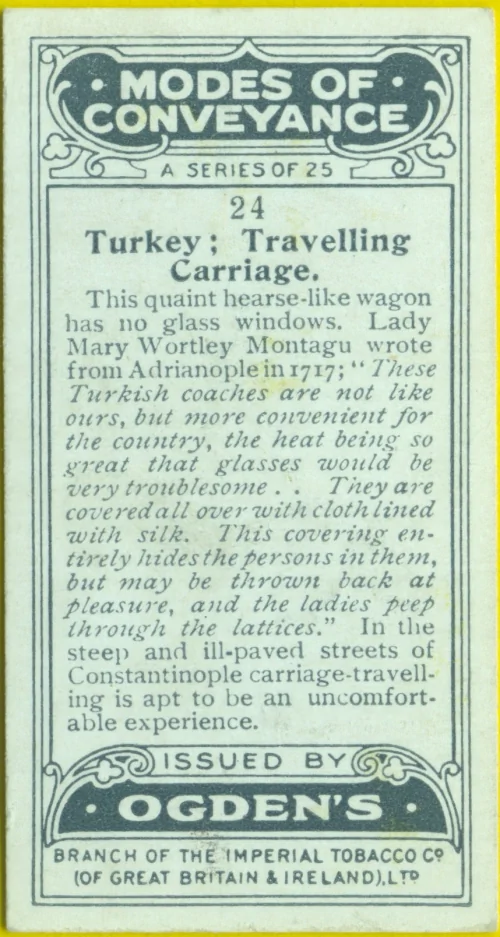 · MODES OF ·
CONVEYANCE
A SERIES OF 25
24
Turkey; Travelling
Carriage.
This quaint hearse-like wagon
has no glass windows. Lady
Mary Wortley Montagu wrote
from Adrianople in 1717; “These
Turkish coaches are not like
ours, but more convenient for
the country, the heat being so
great that glasses would be
very troublesome . . They are
covered all over with cloth lined
with silk. This covering en-
tirely hides the persons in them,
but may be thrown back at
pleasure, and the ladies peep
through the lattices.” In the
steep and ill-paved streets of
Constantinople carriage-travell-
ing is apt to be an uncomfort-
able experience.
ISSUED BY
· OGDEN'S ·
BRANCH OF THE IMPERIAL TOBACCO CO.
(OF GREAT BRITAIN & IRELAND), LTD.